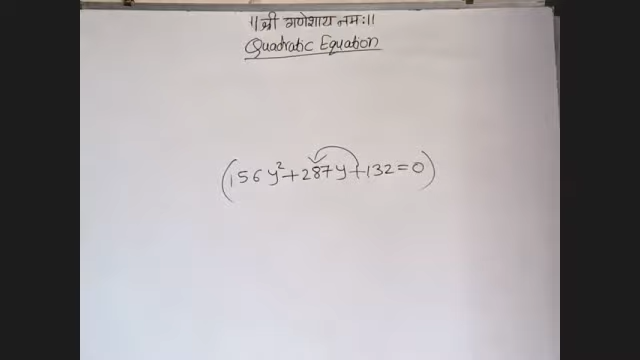 ||श्री गणेशाय नमः||
Quadratic Equation
(156y²+287y+132=0)